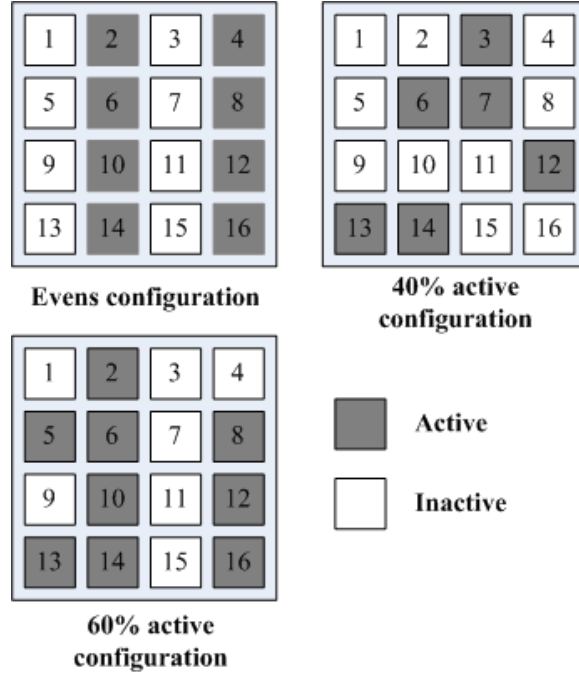 1 2 3 4
5 6 7 8
9 10 11 12
13 14 15 16
Evens configuration
1 2 3 4
5 6 7 8
9 10 11 12
13 14 15 16
40% active
configuration
1 2 3 4
5 6 7 8
9 10 11 12
13 14 15 16
60% active
configuration
Active
Inactive